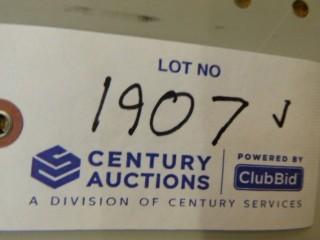 LOT NO
1907
CENTURY AUCTIONS
POWERED BY
ClubBid
A DIVISION OF CENTURY SERVICES